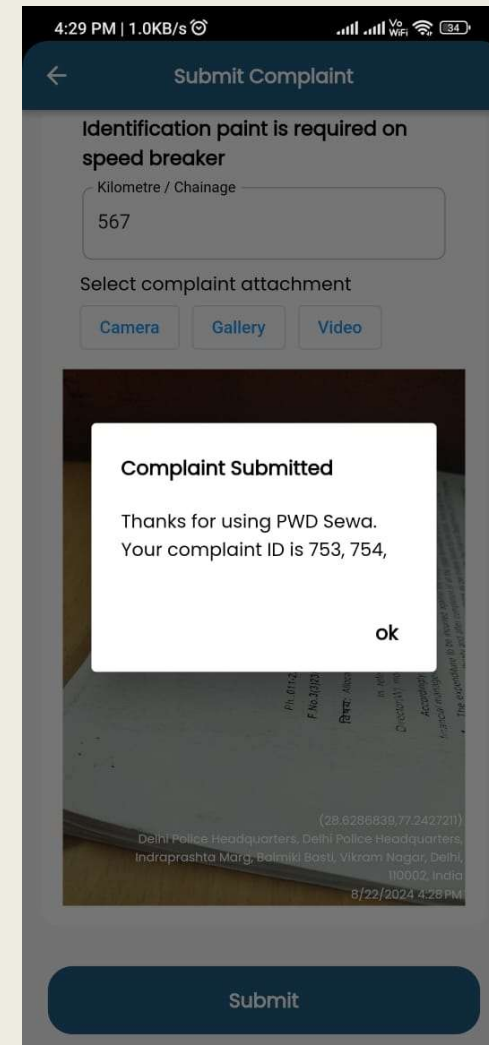 4:29 PM | 1.0KB/s
Vo
WiFi
34
Submit Complaint
Identification paint is required on
speed breaker
Kilometre / Chainage
567
Select complaint attachment
Camera Gallery Video
Complaint Submitted
Thanks for using PWD Sewa.
Your complaint ID is 753, 754,
ok
विषय:
(28.6286839,77.2427211)
Delhi Police Headquarters, Delhi Police Headquarters,
Indraprashta Marg, Balmiki Basti, Vikram Nagar, Delhi,
110002, India
8/22/2024 4:28 PM
Submit